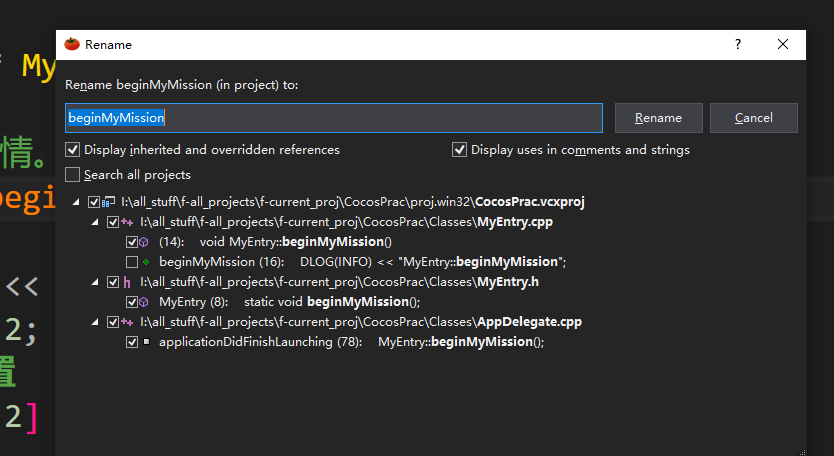 Rename
My
Rename beginMyMission (in project) to:
beginMyMission
Rename
Cancel
情。
Display inherited and overridden references
Display uses in comments and strings
Search all projects
begi
I:\all_stuff\f-all_projects\f-current_proj\CocosPrac\proj.win32\CocosPrac.vcxproj
I:\all_stuff\f-all_projects\f-current_proj\CocosPrac\Classes\MyEntry.cpp
(14): void MyEntry::beginMyMission()
beginMyMission (16): DLOG(INFO) << "MyEntry::beginMyMission";
<<
h I:\all_stuff\f-all_projects\f-current_proj\CocosPrac\Classes\MyEntry.h
MyEntry (8): static void beginMyMission();
2;
I:\all_stuff\f-all_projects\f-current_proj\CocosPrac\Classes\AppDelegate.cpp
applicationDidFinishLaunching (78): MyEntry::beginMyMission();
置
2]